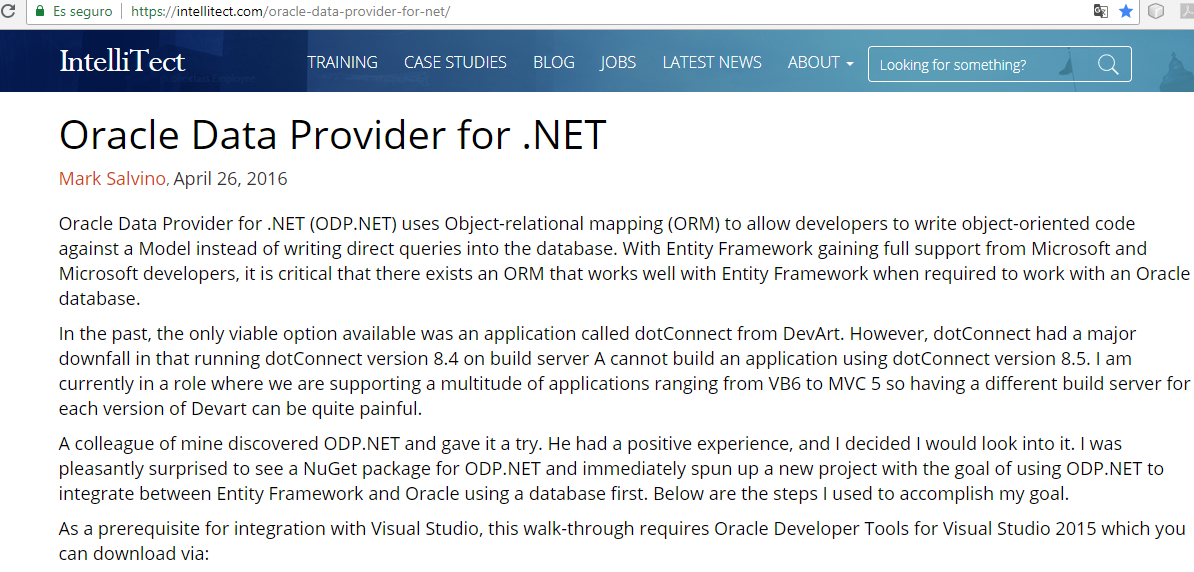 Es seguro | https://intellitect.com/oracle-data-provider-for-net/
IntelliTect TRAINING CASE STUDIES BLOG JOBS LATEST NEWS ABOUT Looking for something?
Oracle Data Provider for .NET
Mark Salvino, April 26, 2016
Oracle Data Provider for .NET (ODP.NET) uses Object-relational mapping (ORM) to allow developers to write object-oriented code
against a Model instead of writing direct queries into the database. With Entity Framework gaining full support from Microsoft and
Microsoft developers, it is critical that there exists an ORM that works well with Entity Framework when required to work with an Oracle
database.
In the past, the only viable option available was an application called dotConnect from DevArt. However, dotConnect had a major
downfall in that running dotConnect version 8.4 on build server A cannot build an application using dotConnect version 8.5. I am
currently in a role where we are supporting a multitude of applications ranging from VB6 to MVC 5 so having a different build server for
each version of Devart can be quite painful.
A colleague of mine discovered ODP.NET and gave it a try. He had a positive experience, and I decided I would look into it. I was
pleasantly surprised to see a NuGet package for ODP.NET and immediately spun up a new project with the goal of using ODP.NET to
integrate between Entity Framework and Oracle using a database first. Below are the steps I used to accomplish my goal.
As a prerequisite for integration with Visual Studio, this walk-through requires Oracle Developer Tools for Visual Studio 2015 which you
can download via: